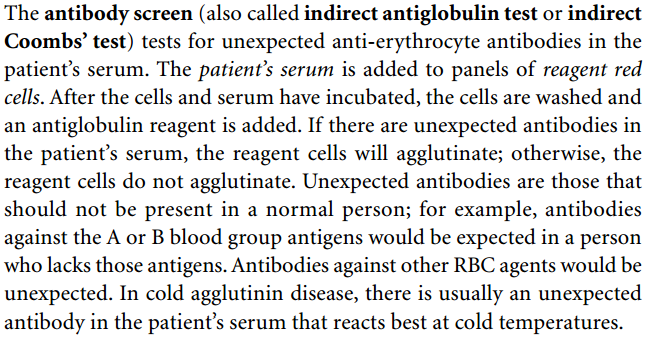 The antibody screen (also called indirect antiglobulin test or indirect
Coombs’ test) tests for unexpected anti-erythrocyte antibodies in the
patient’s serum. The patient’s serum is added to panels of reagent red
cells. After the cells and serum have incubated, the cells are washed and
an antiglobulin reagent is added. If there are unexpected antibodies in
the patient’s serum, the reagent cells will agglutinate; otherwise, the
reagent cells do not agglutinate. Unexpected antibodies are those that
should not be present in a normal person; for example, antibodies
against the A or B blood group antigens would be expected in a person
who lacks those antigens. Antibodies against other RBC agents would be
unexpected. In cold agglutinin disease, there is usually an unexpected
antibody in the patient’s serum that reacts best at cold temperatures.